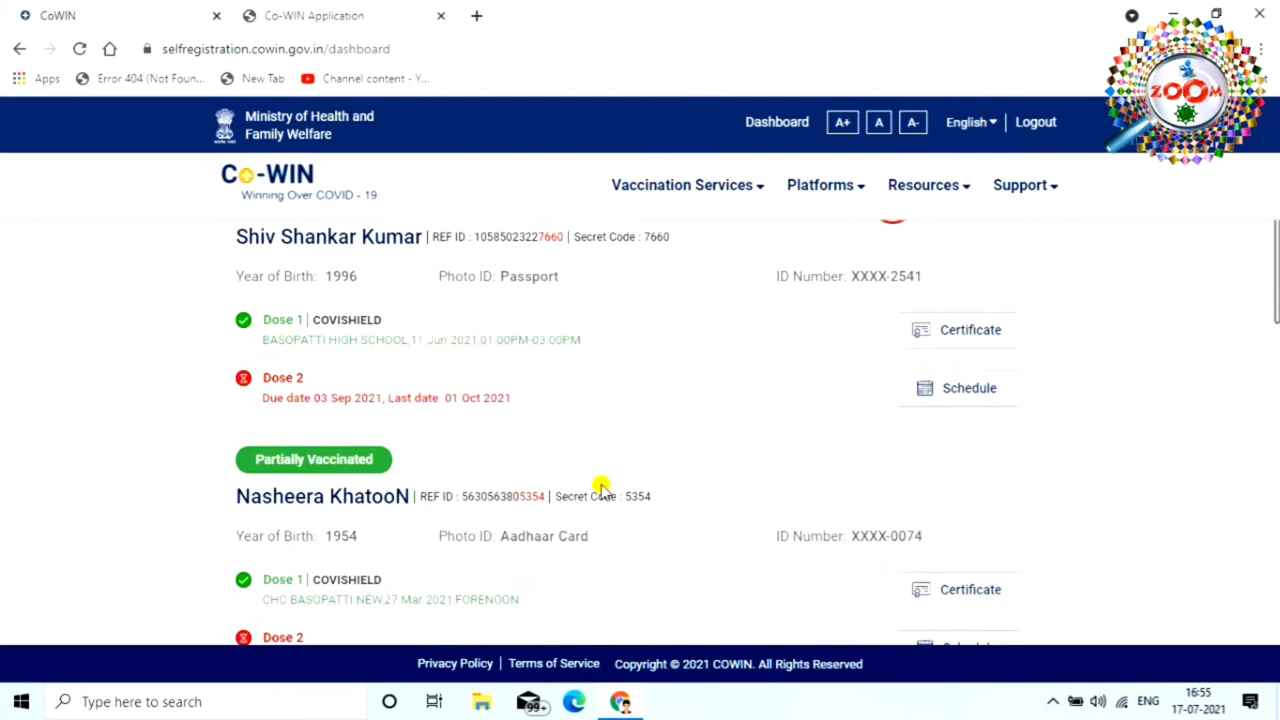 CoWIN
Co-WIN Application
selfregistration.cowin.gov.in/dashboard
Apps
Error 404 (Not Foun...
New Tab
Channel content - Y...
ZOOM
Ministry of Health and
Family Welfare
Dashboard
A+
A
A-
English
Logout
Co-WIN
Winning Over COVID - 19
Vaccination Services
Platforms
Resources
Support
Shiv Shankar Kumar | REF ID : 10585023227660 | Secret Code : 7660
Year of Birth: 1996
Photo ID: Passport
ID Number: XXXX-2541
Dose 1 | COVISHIELD
BASOPATTI HIGH SCHOOL,11 Jun 2021,01:00PM-03:00PM
Certificate
Dose 2
Due date 03 Sep 2021, Last date 01 Oct 2021
Schedule
Partially Vaccinated
Nasheera KhatooN | REF ID : 5630563805354 | Secret Code : 5354
Year of Birth: 1954
Photo ID: Aadhaar Card
ID Number: XXXX-0074
Dose 1 | COVISHIELD
CHC BASOPATTI NEW,27 Mar 2021,FORENOON
Certificate
Dose 2
Privacy Policy | Terms of Service
Copyright © 2021 COWIN. All Rights Reserved
Type here to search
99+
ENG
16:55
17-07-2021